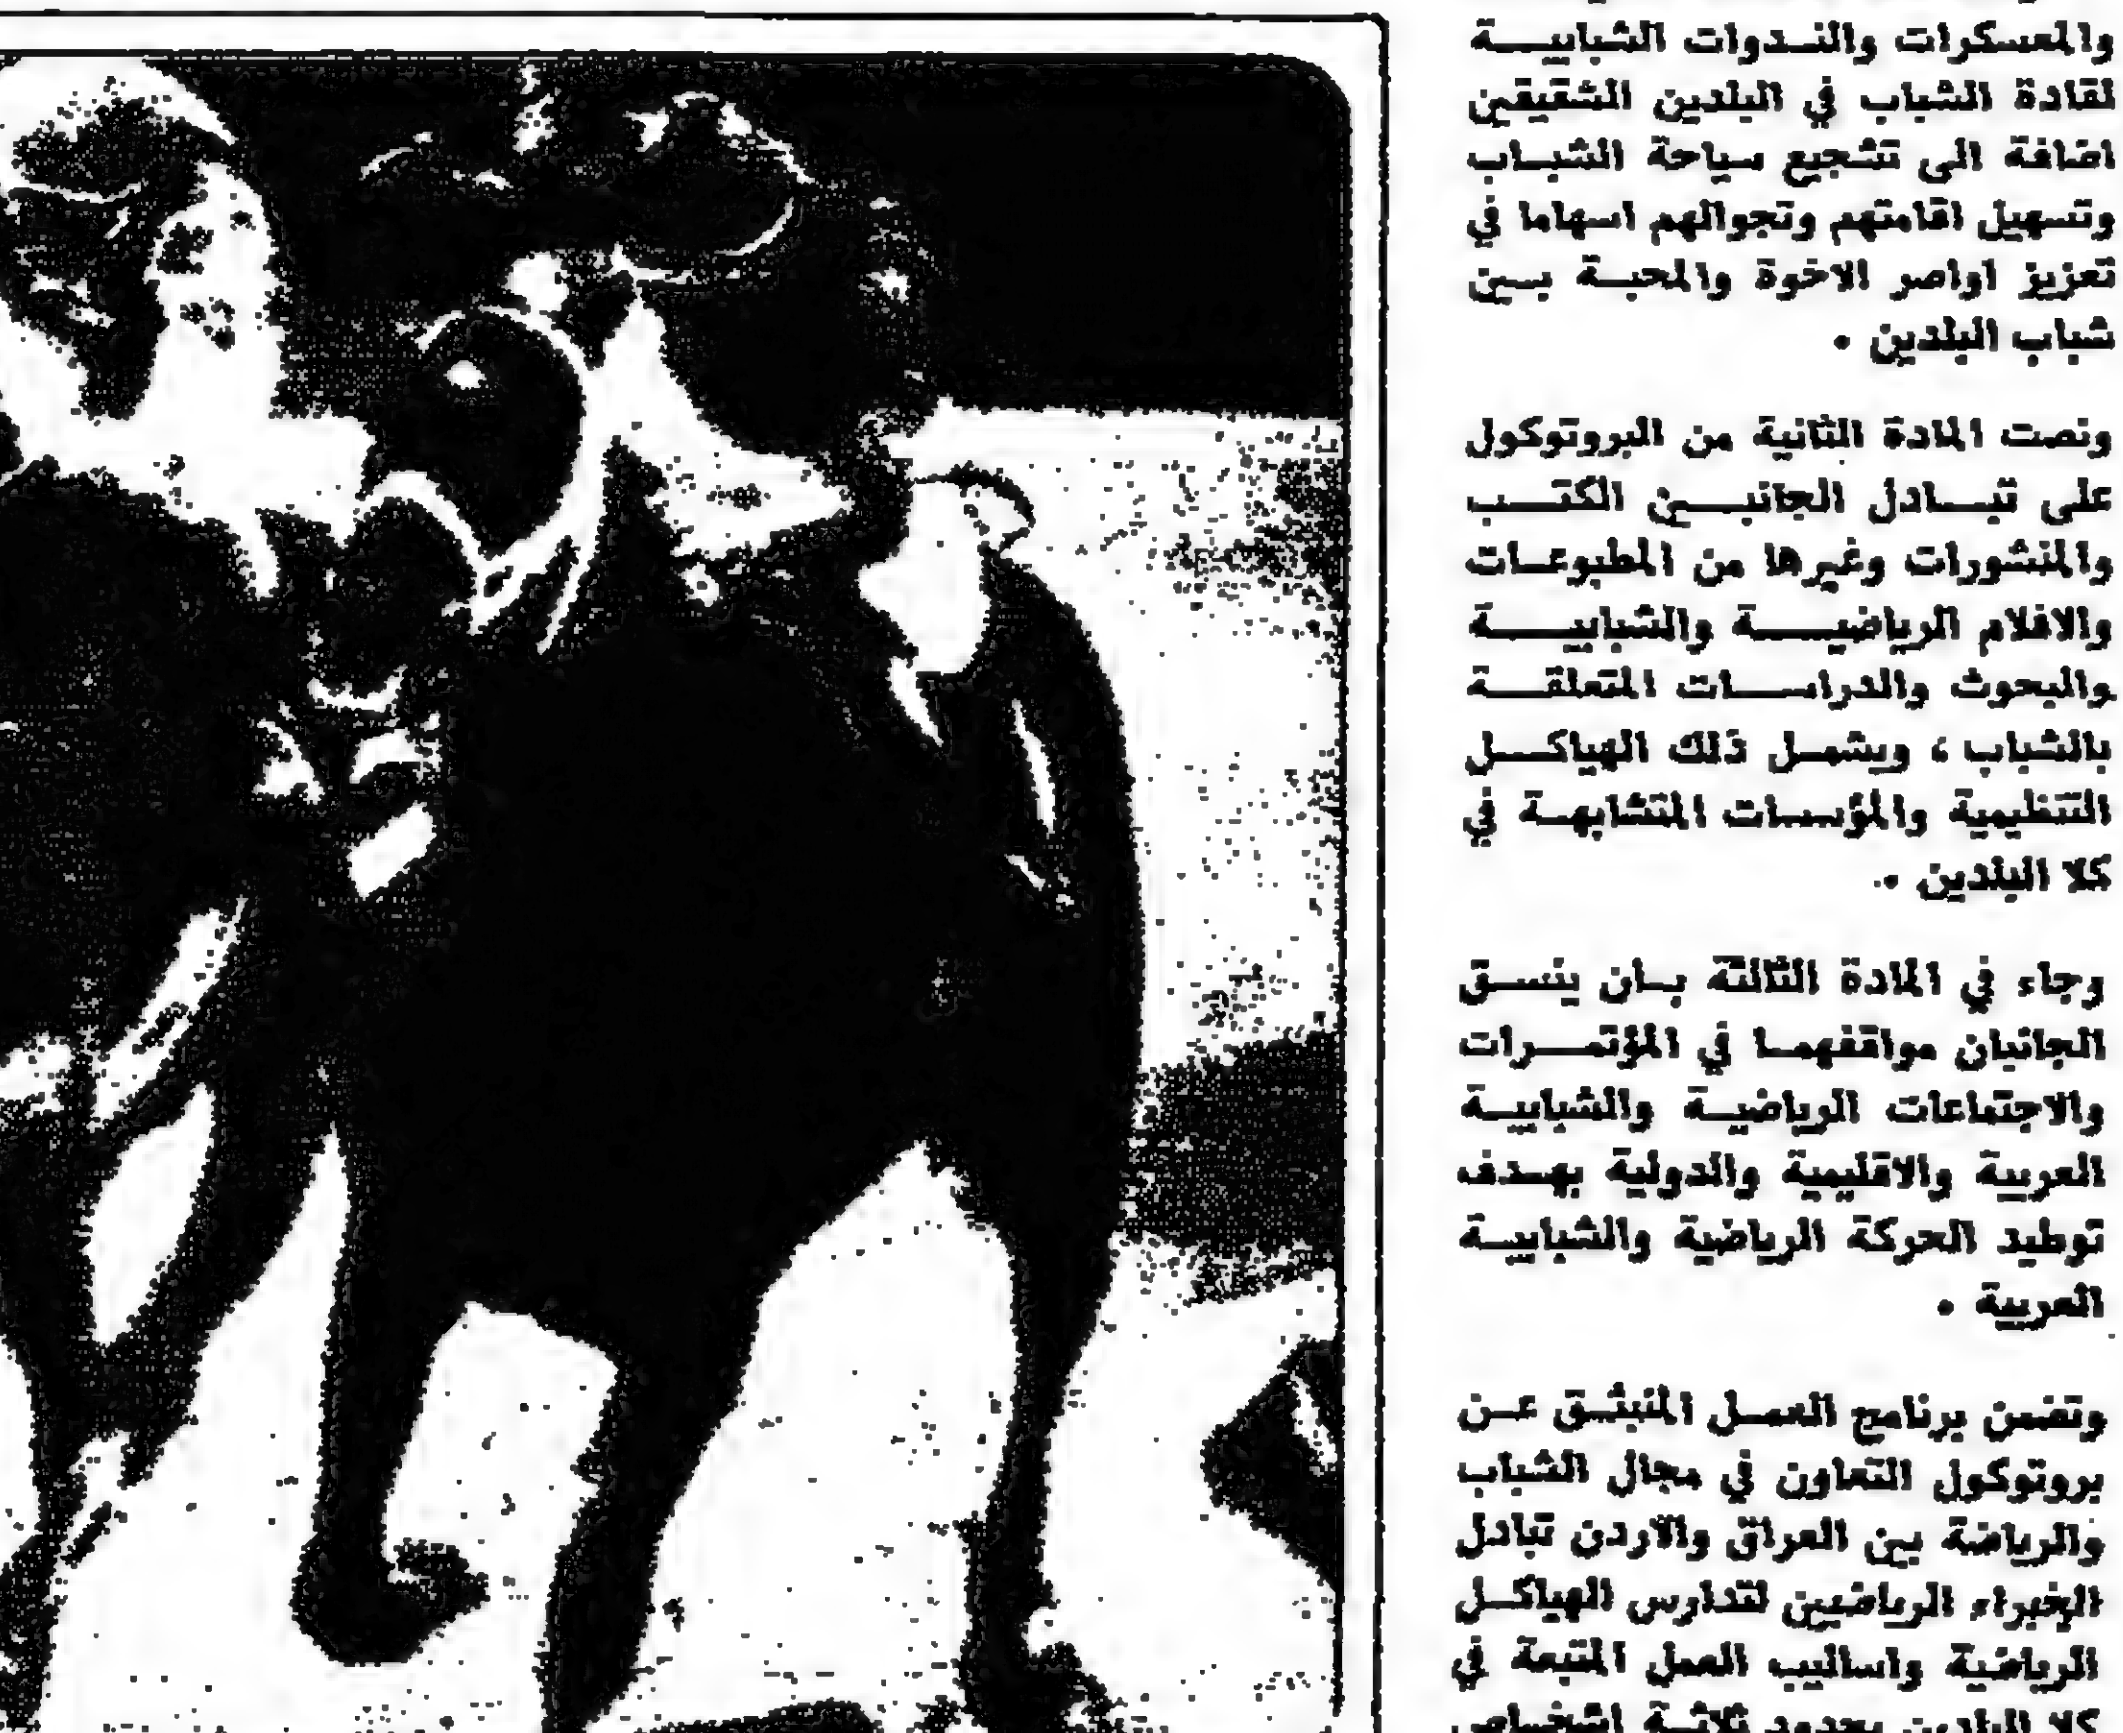 والمعسكرات والندوات الشبابية
لقادة الشباب في البلدين الشقيقين
اضافة الى تشجيع سياحة الشباب
وتسهيل اقامتهم وتجوالهم اسهاما في
تعزيز اواصر الاخوة والمحبة بين
شباب البلدين .
ونصت المادة الثانية من البروتوكول
على تبادل الجانبين الكتب
والمنشورات وغيرها من المطبوعات
والافلام الرياضية والشبابية
والبحوث والدراسات المتعلقة
بالشباب ، ويشمل ذلك الهياكل
التنظيمية والمؤسسات المتشابهة في
كلا البلدين .
وجاء في المادة الثالثة بان ينسق
الجانبان مواقفهما في المؤتمرات
والاجتماعات الرياضية والشبابية
العربية والاقليمية والدولية بهدف
توطيد الحركة الرياضية والشبابية
العربية .
وتضمن برنامج العمل المنبثق عن
بروتوكول التعاون في مجال الشباب
والرياضة بين العراق والاردن تبادل
الخبراء الرياضيين لتدارس الهياكل
الرياضية واساليب العمل المتبعة في
كلا البلدين بحدود ثلاثة اشخاص